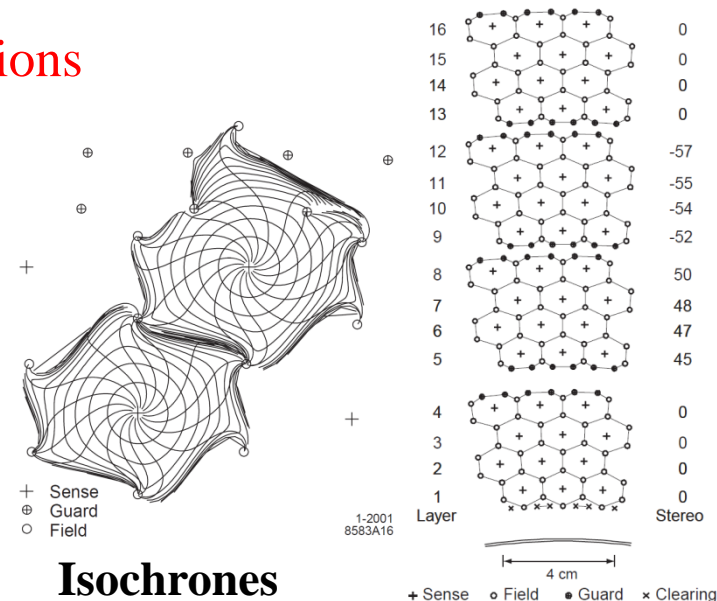 ions
Sense
Guard
Field
1-2001
8583A16
Isochrones
16 0
15 0
14 0
13 0
12 -57
11 -55
10 -54
9 -52
8 50
7 48
6 47
5 45
4 0
3 0
2 0
1 0
Layer Stereo
4 cm
Sense Field Guard Clearing